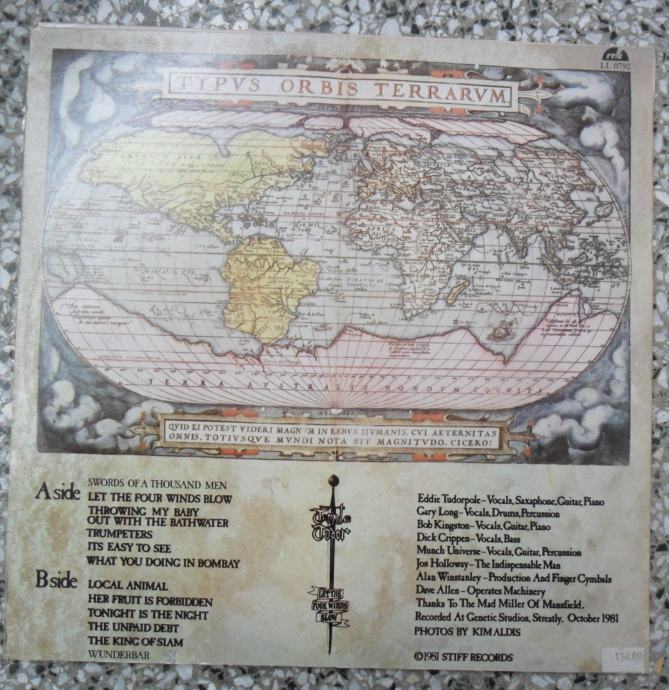 LL 0792
TYPVS ORBIS TERRARVM
TERRA AVSTRALIS NONDVM COGNITA
QVID EI POTEST VIDERI MAGNVM IN REBVS HVMANIS, CVI AETERNITAS
OMNIS, TOTIVSQVE MVNDI NOTA SIT MAGNITVDO. CICERO:
A side
SWORDS OF A THOUSAND MEN
LET THE FOUR WINDS BLOW
THROWING MY BABY
OUT WITH THE BATHWATER
TRUMPETERS
ITS EASY TO SEE
WHAT YOU DOING IN BOMBAY
B side
LOCAL ANIMAL
HER FRUIT IS FORBIDDEN
TONIGHT IS THE NIGHT
THE UNPAID DEBT
THE KING OF SIAM
WUNDERBAR
Tenpole
Tudor
LET THE
FOUR WINDS
BLOW
Eddie Tudorpole – Vocals, Saxaphone, Guitar, Piano
Gary Long – Vocals, Drums, Percussion
Bob Kingston – Vocals, Guitar, Piano
Dick Crippen – Vocals, Bass
Munch Universe – Vocals, Guitar, Percussion
Jon Holloway – The Indispensable Man
Alan Winstanley – Production And Finger Cymbals
Dave Allen – Operates Machinery
Thanks To The Mad Miller Of Mansfield.
Recorded At Genetic Studios, Streatly, October 1981
PHOTOS BY KIM ALDIS
©1981 STIFF RECORDS
134.00